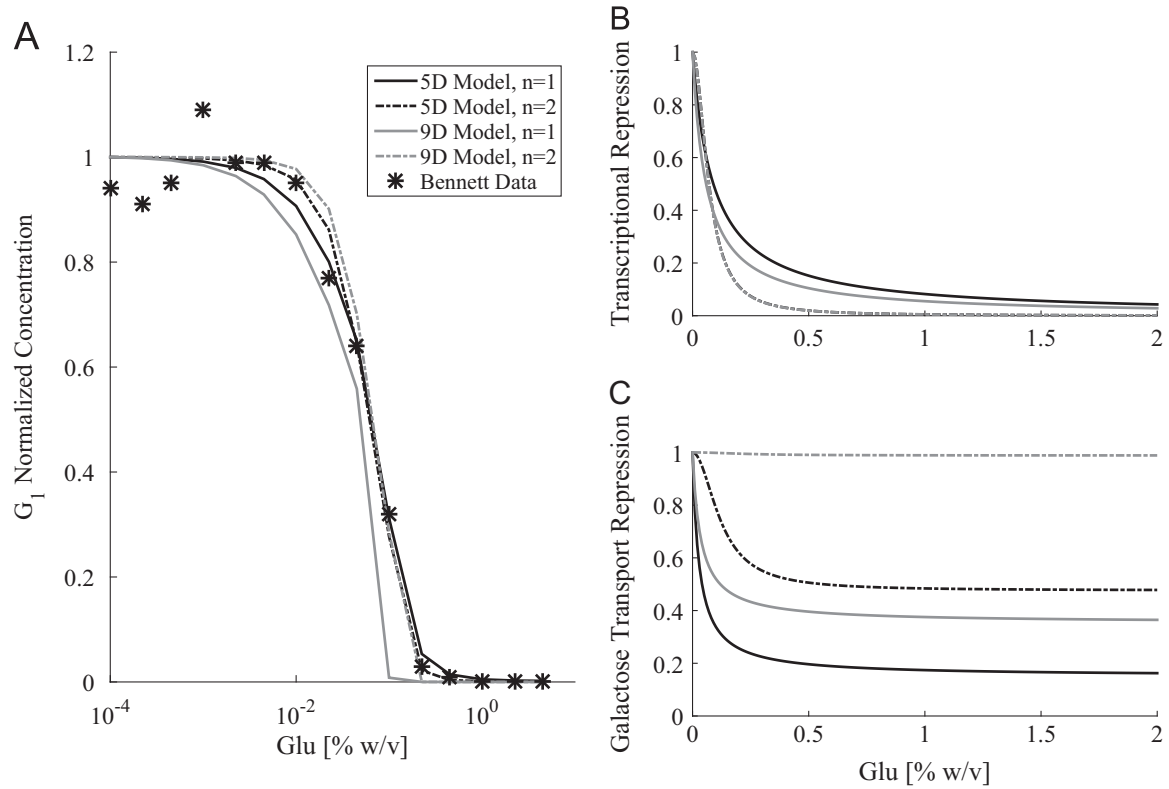 A
G1 Normalized Concentration
1.2
1
0.8
0.6
0.4
0.2
0
10-4
10-2
100
Glu [% w/v]
5D Model, n=1
5D Model, n=2
9D Model, n=1
9D Model, n=2
Bennett Data
B
Transcriptional Repression
1
0.8
0.6
0.4
0.2
0
0
0.5
1
1.5
2
C
Galactose Transport Repression
1
0.8
0.6
0.4
0.2
0
0
0.5
1
1.5
2
Glu [% w/v]